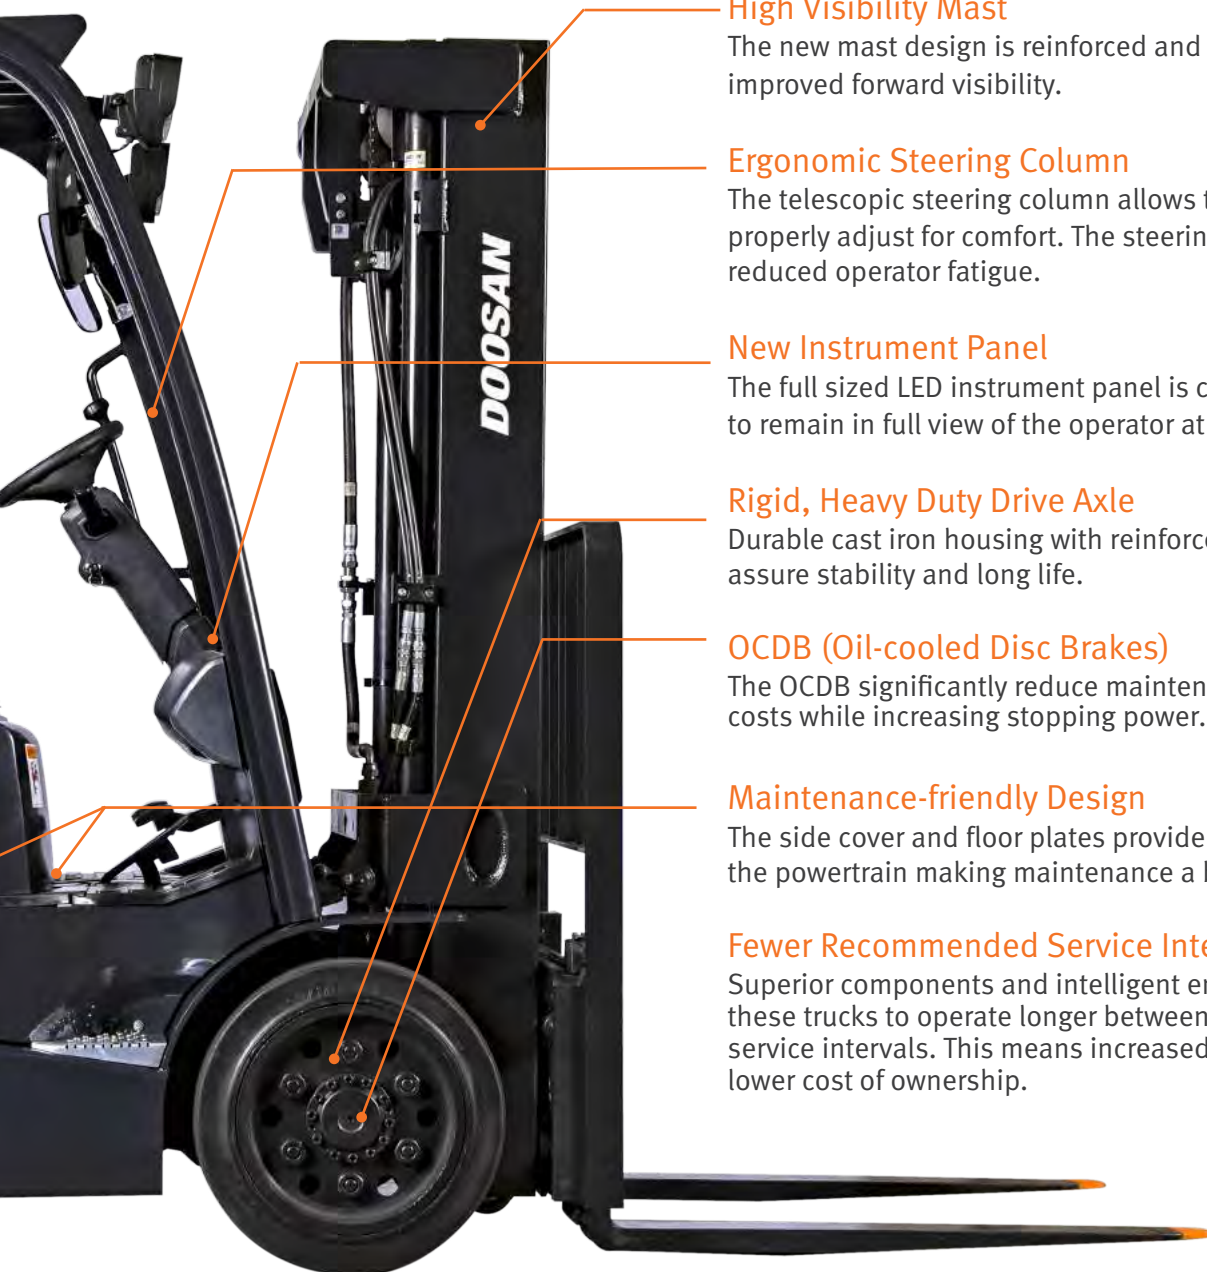 High Visibility Mast
The new mast design is reinforced and
improved forward visibility.
Ergonomic Steering Column
The telescopic steering column allows
properly adjust for comfort. The
reduced operator fatigue.
DOOSAN
New Instrument Panel
The full sized LED instrument panel is
to remain in full view of the operator at
Rigid, Heavy Duty Drive Axle
Durable cast iron housing with
assure stability and long life.
OCDB (Oil-cooled Disc Brakes)
The OCDB significantly reduce
costs while increasing stopping power.
Maintenance-friendly Design
The side cover and floor plates provide
the powertrain making maintenance a
Fewer Recommended Service
Superior components and intelligent
these trucks to operate longer between
service intervals. This means increased
lower cost of ownership.